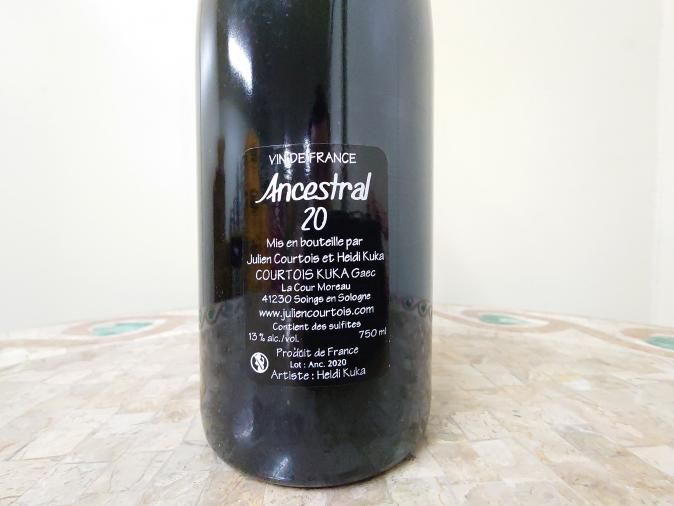 VIN DE FRANCE
Ancestral
20
Mis en bouteille par
Julien Courtois et Heidi Kuka
COURTOIS KUKA Gaec
La Cour Moreau
41230 Soings en Sologne
www.juliencourtois.com
Contient des sulfites
13 % alc./vol. 750 ml
Produit de France
Lot : Anc. 2020
Artiste : Heidi Kuka